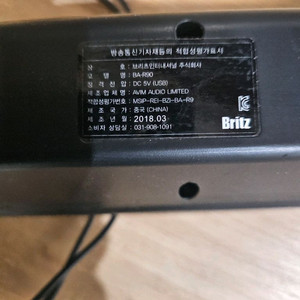 방송통신기자재등의 적합성평가표시
상 호 : 브리츠인터내셔널 주식회사
모 델 명 : BA-R90
정 격 전 압 : DC 5V (USB)
제 조 업 체 명 : AVIM AUDIO LIMITED
적합성평가번호 : MSIP-REI-BZI-BA-R9
제 조 국 가 : 중국 (CHINA)
제 조 년 월 : 2018.03
소비자 상담실 : 031-908-1091
Britz